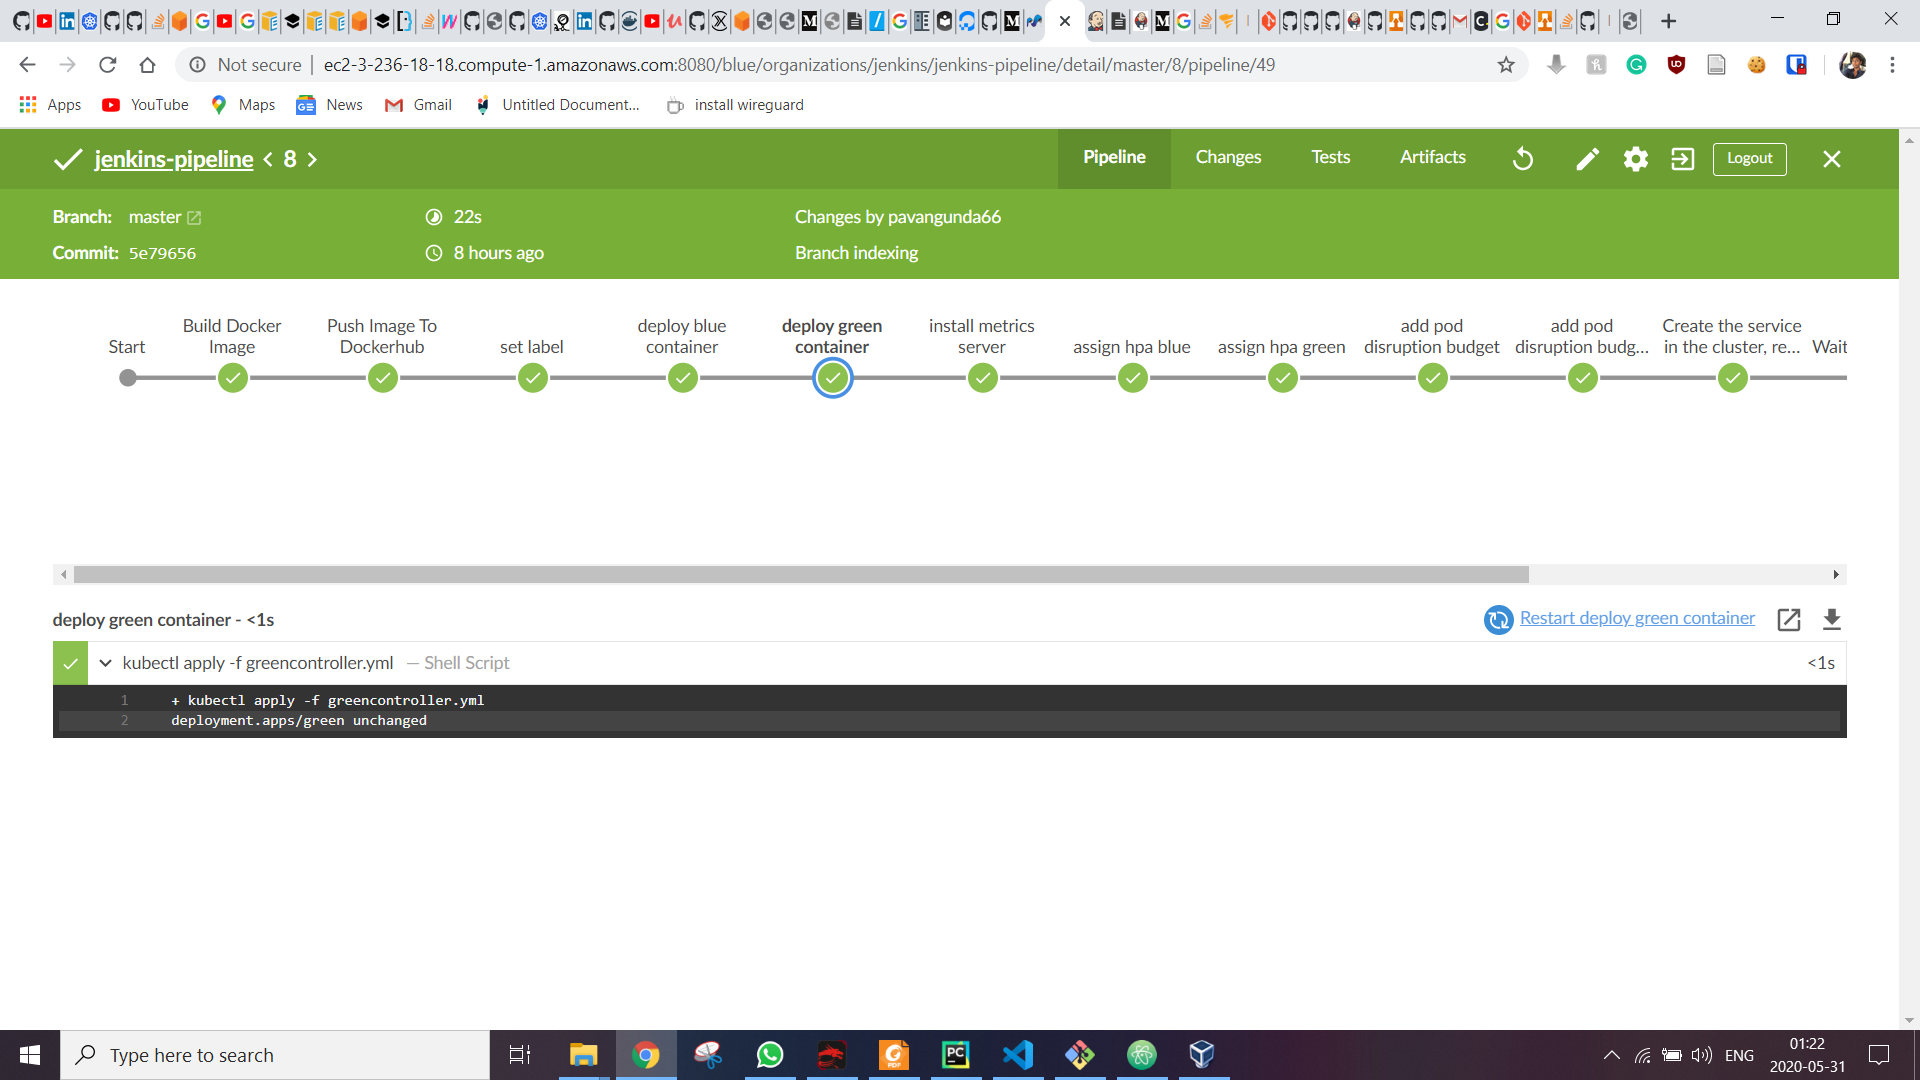 Not secure
ec2-3-236-18-18.compute-1.amazonaws.com:8080/blue/organizations/jenkins/jenkins-pipeline/detail/master/8/pipeline/49
Apps YouTube Maps News Gmail Untitled Document... install wireguard
jenkins-pipeline < 8 >
Pipeline Changes Tests Artifacts Logout
Branch: master 22s Changes by pavangunda66
Commit: 5e79656 8 hours ago Branch indexing
Start
Build Docker
Image
Push Image To
Dockerhub
set label
deploy blue
container
deploy green
container
install metrics
server
assign hpa blue
assign hpa green
add pod
disruption budget
add pod
disruption budg...
Create the service
in the cluster, re...
Wait
deploy green container - <1s
Restart deploy green container
kubectl apply -f greencontroller.yml — Shell Script <1s
1 + kubectl apply -f greencontroller.yml
2 deployment.apps/green unchanged
Type here to search
ENG
01:22
2020-05-31